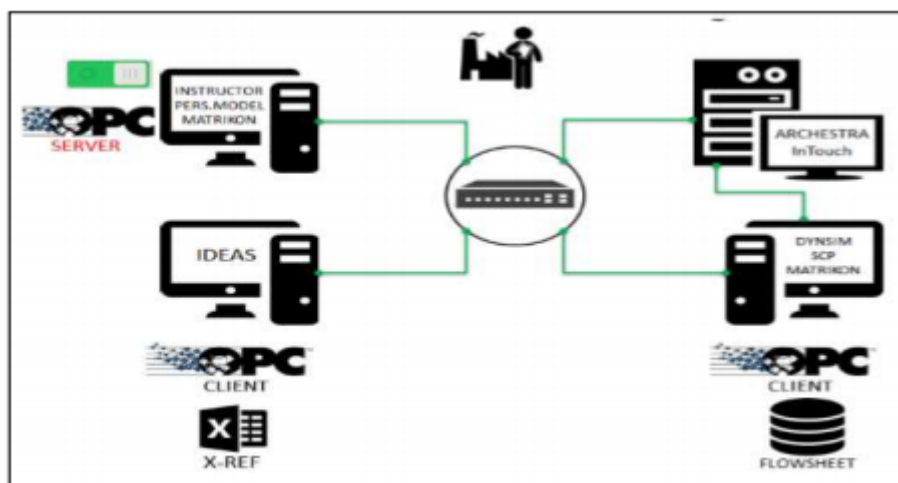 INSTRUCTOR
PERS.MODEL
MATRIKON
OPC
SERVER
ARCHESTRA
InTouch
IDEAS
DYNSIM
SCP
MATRIKON
OPC
CLIENT
X
X-REF
OPC
CLIENT
FLOWSHEET